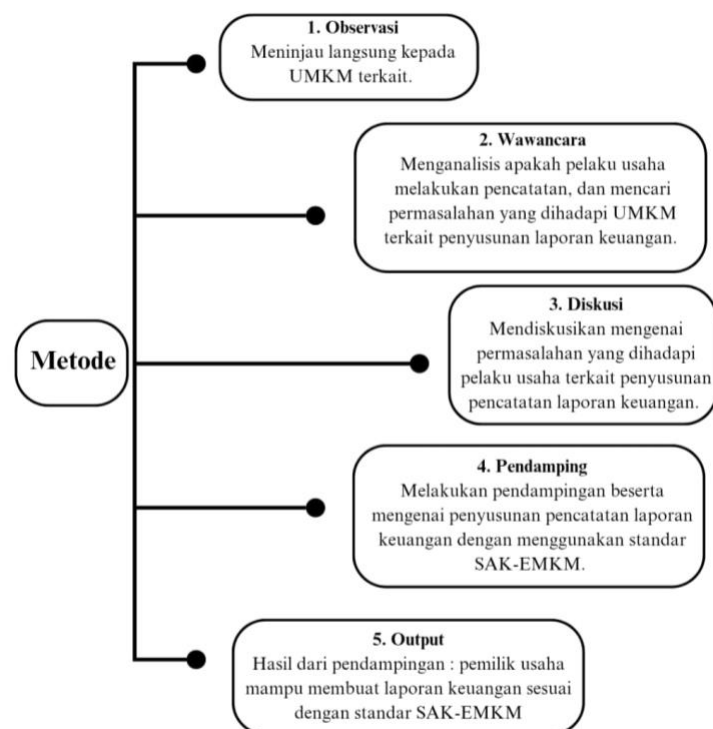 Metode
1. Observasi
Meninjau langsung kepada
UMKM terkait.
2. Wawancara
Menganalisis apakah pelaku usaha
melakukan pencatatan, dan mencari
permasalahan yang dihadapi UMKM
terkait penyusunan laporan keuangan.
3. Diskusi
Mendiskusikan mengenai
permasalahan yang dihadapi
pelaku usaha terkait penyusunan
pencatatan laporan keuangan.
4. Pendamping
Melakukan pendampingan beserta
mengenai penyusunan pencatatan laporan
keuangan dengan menggunakan standar
SAK-EMKM.
5. Output
Hasil dari pendampingan : pemilik usaha
mampu membuat laporan keuangan sesuai
dengan standar SAK-EMKM